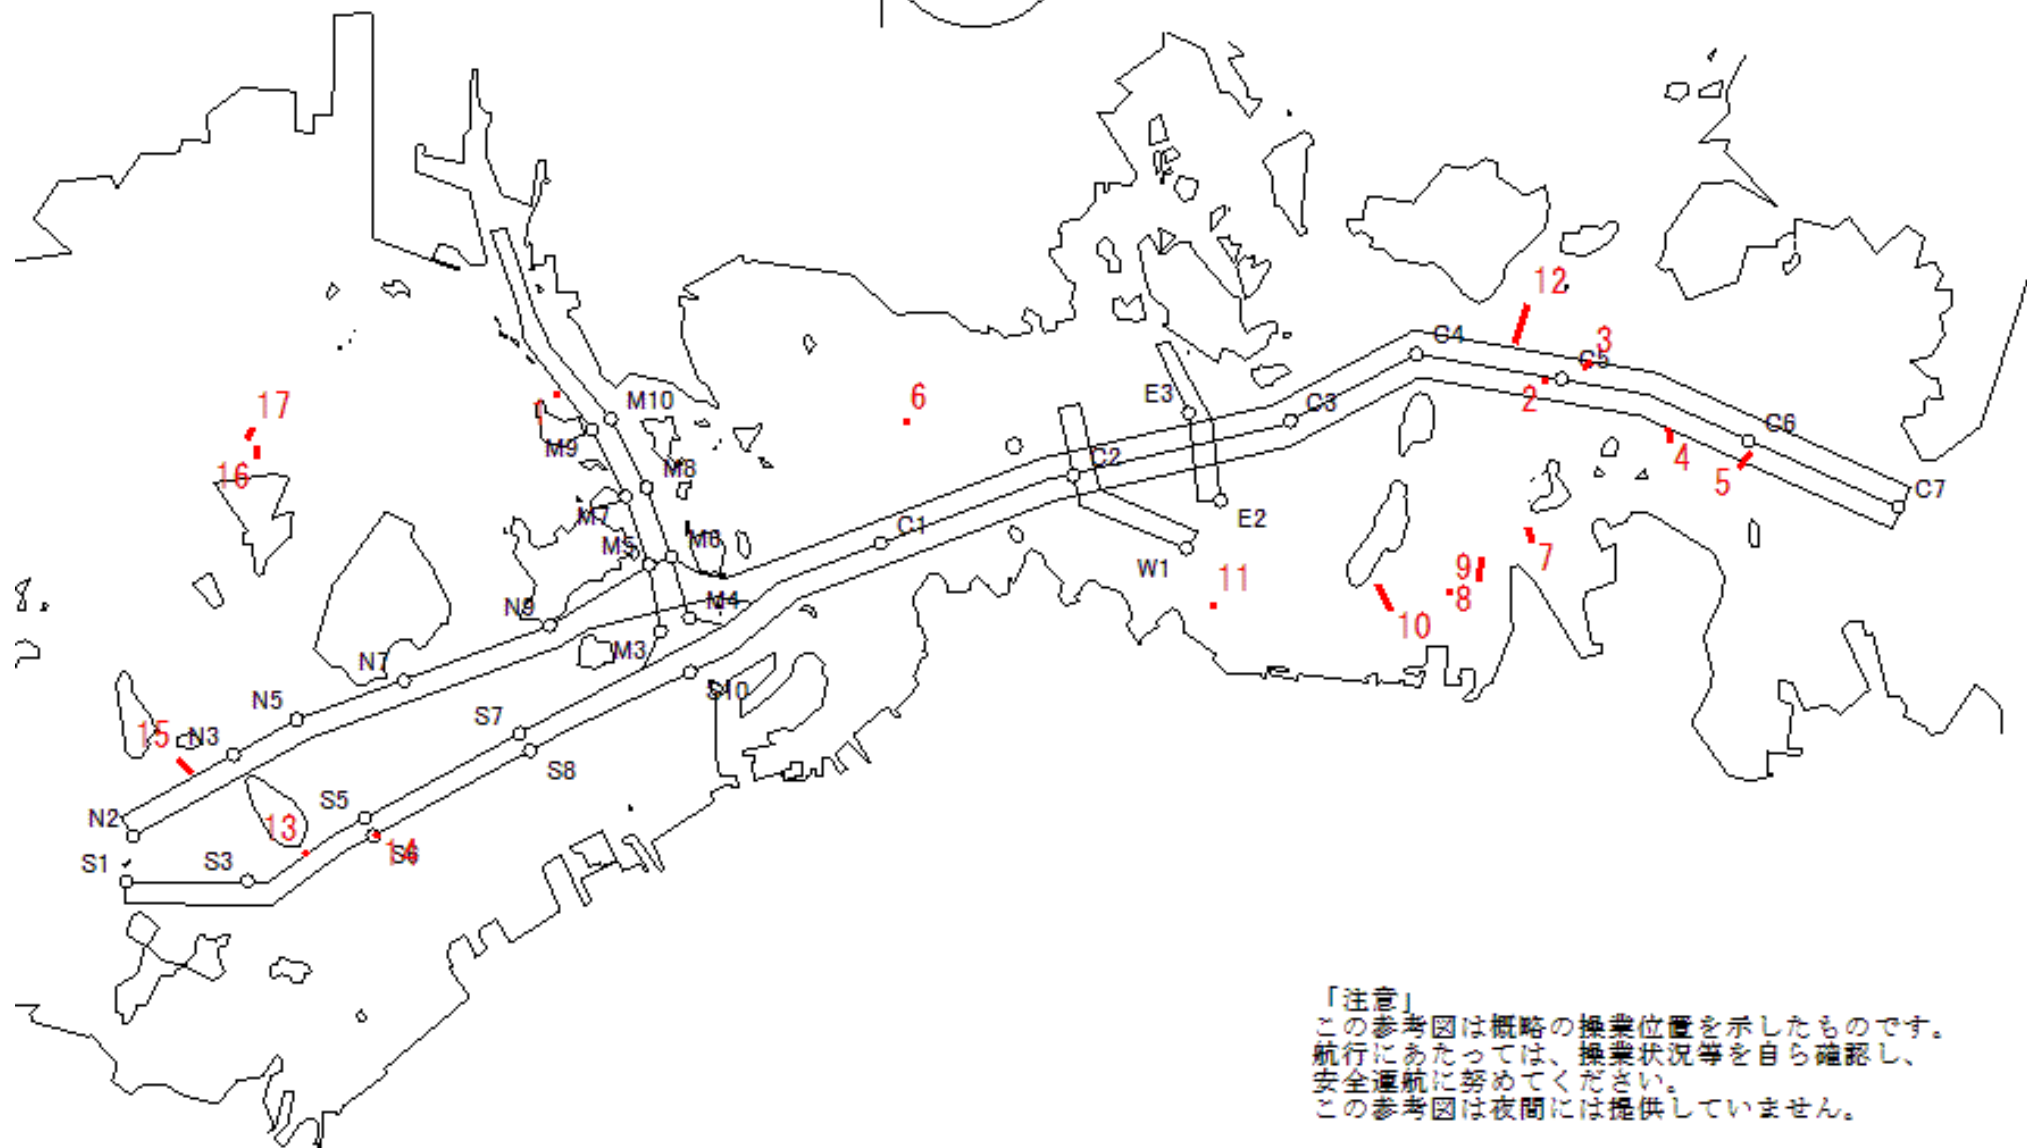 12
C4
3
C5
2
17
6
1
M10
E3
C3
M9
C6
16
M8
C2
4
5
C7
M7
C1
E2
M5
M6
7
W1
9
11
8
N9
M4
10
M3
N7
S10
N5
S7
15
N3
S8
S5
N2
13
14
S6
S1
S3
「注意」
この参考図は概略の操業位置を示したものです。
航行にあたっては、操業状況等を自ら確認し、
安全運航に努めてください。
この参考図は夜間には提供していません。